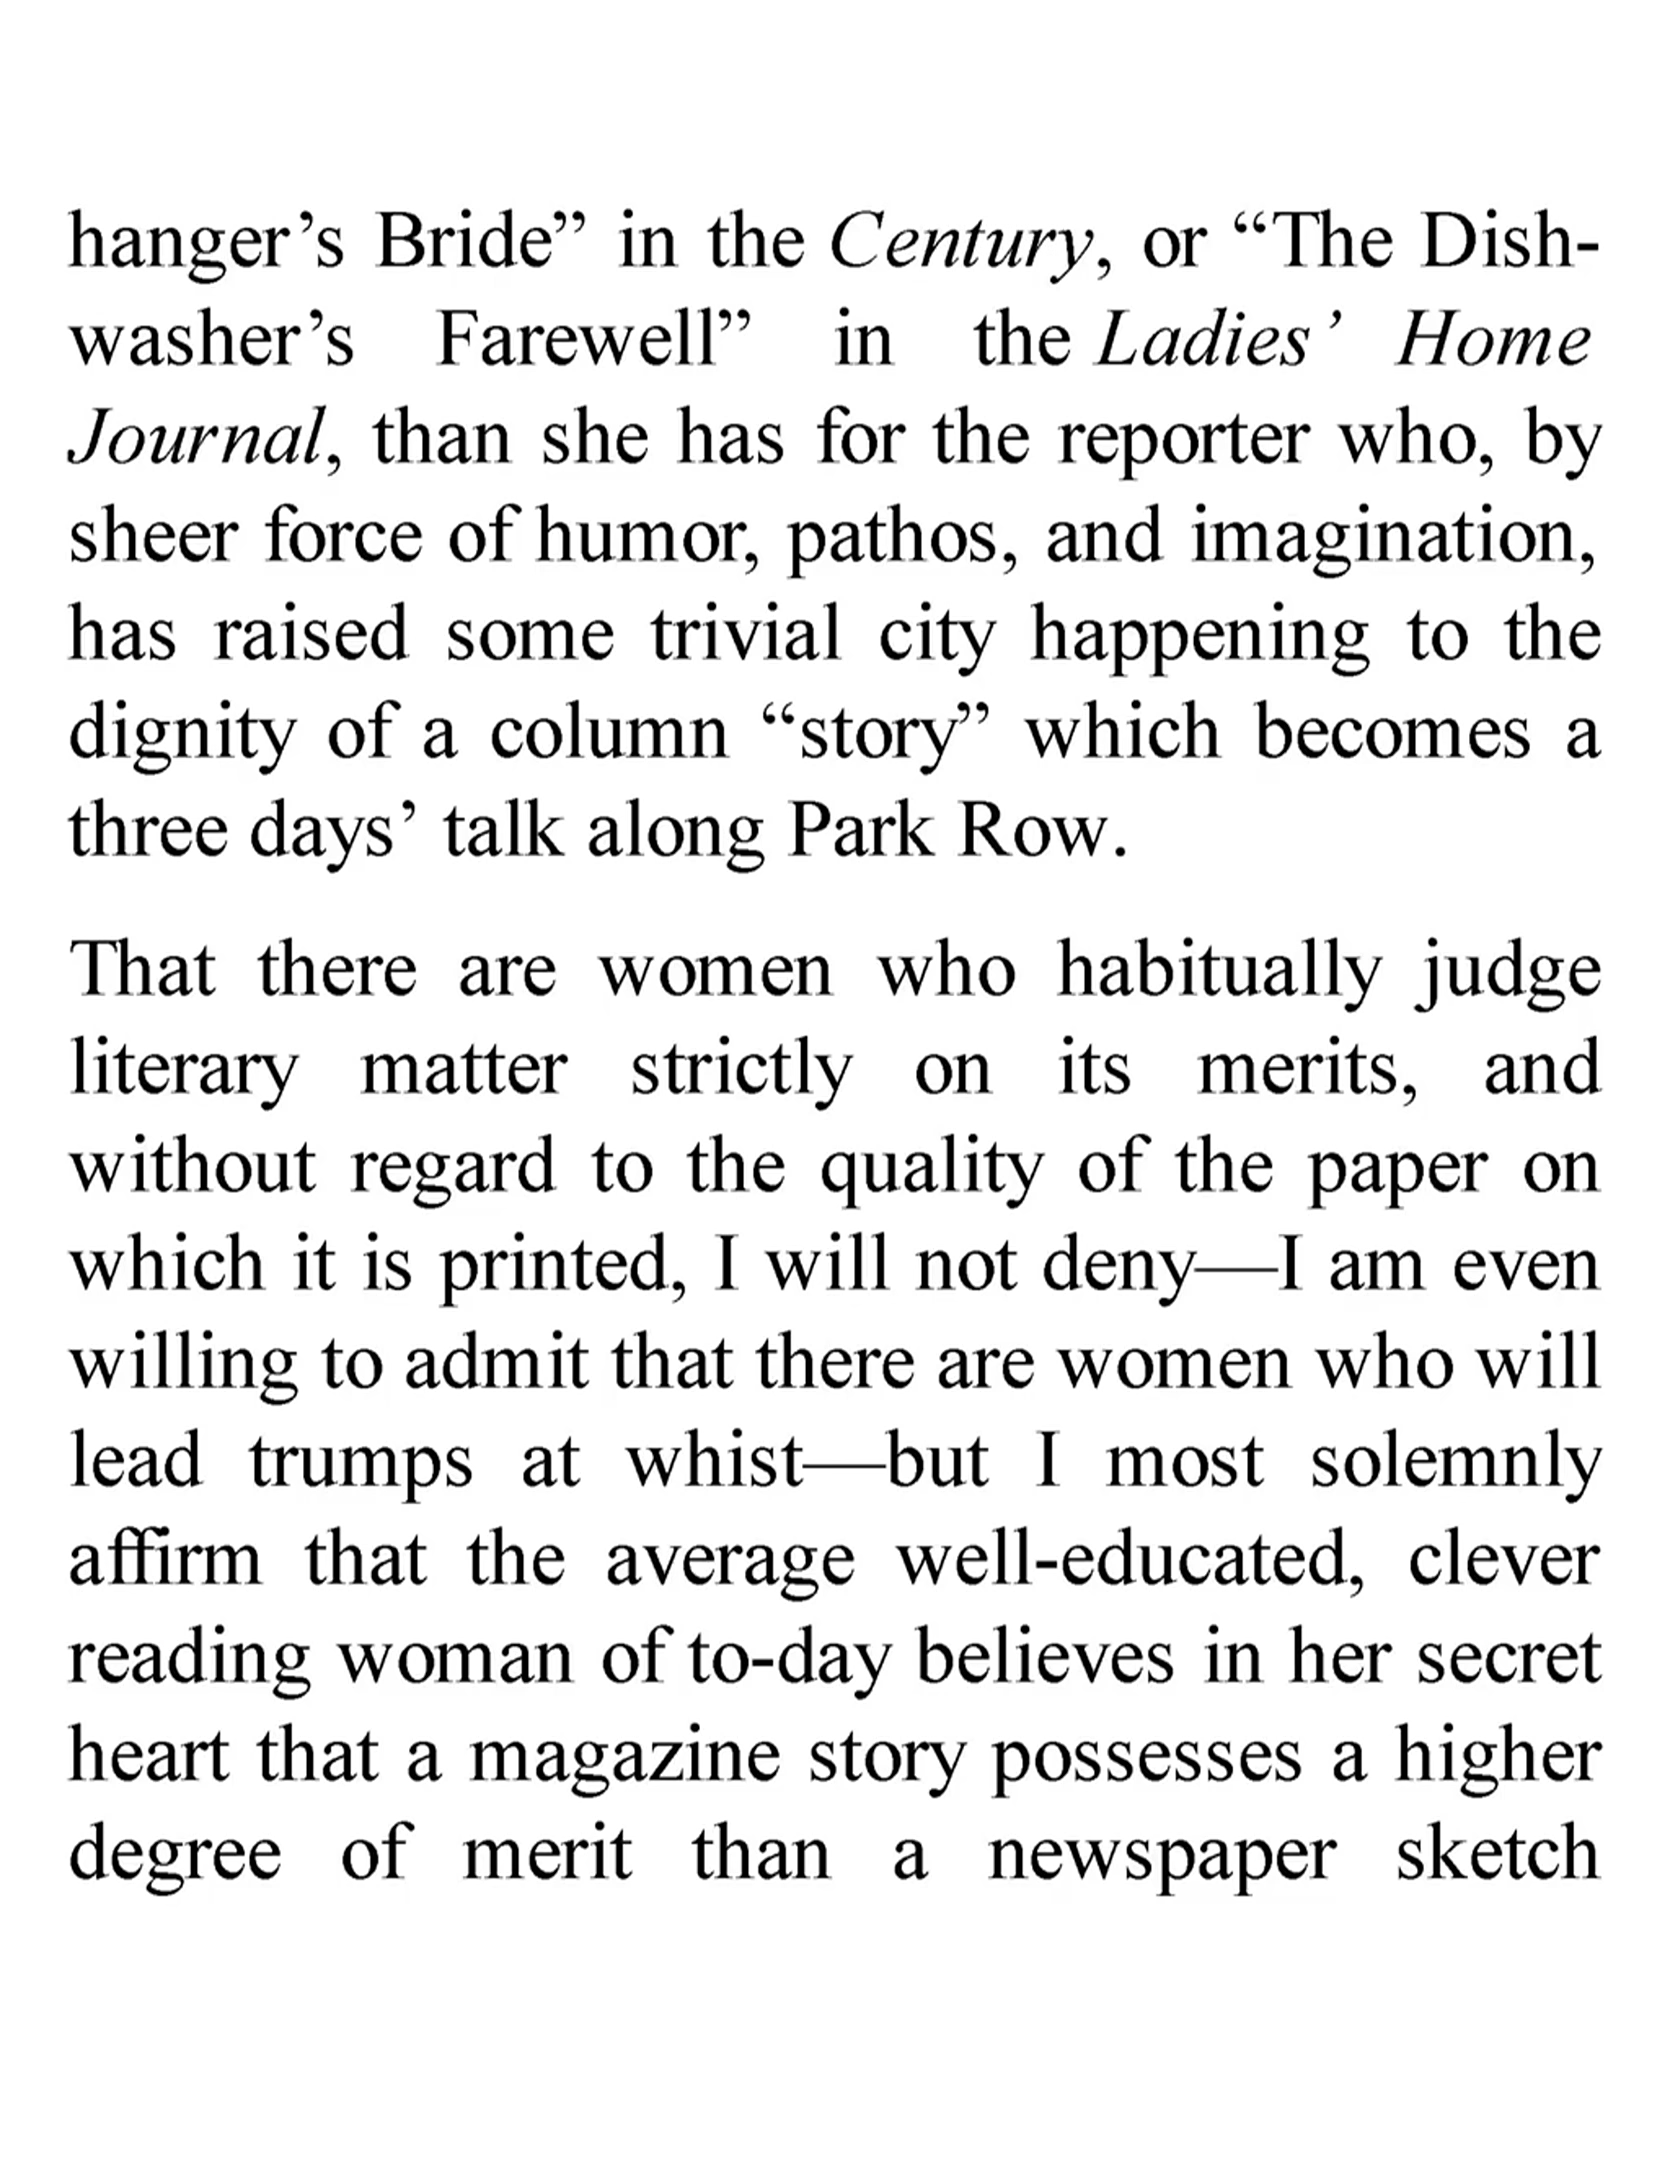 hanger’s Bride” in the Century, or “The Dish-
washer’s Farewell” in the Ladies’ Home
Journal, than she has for the reporter who, by
sheer force of humor, pathos, and imagination,
has raised some trivial city happening to the
dignity of a column “story” which becomes a
three days’ talk along Park Row.
That there are women who habitually judge
literary matter strictly on its merits, and
without regard to the quality of the paper on
which it is printed, I will not deny—I am even
willing to admit that there are women who will
lead trumps at whist—but I most solemnly
affirm that the average well-educated, clever
reading woman of to-day believes in her secret
heart that a magazine story possesses a higher
degree of merit than a newspaper sketch